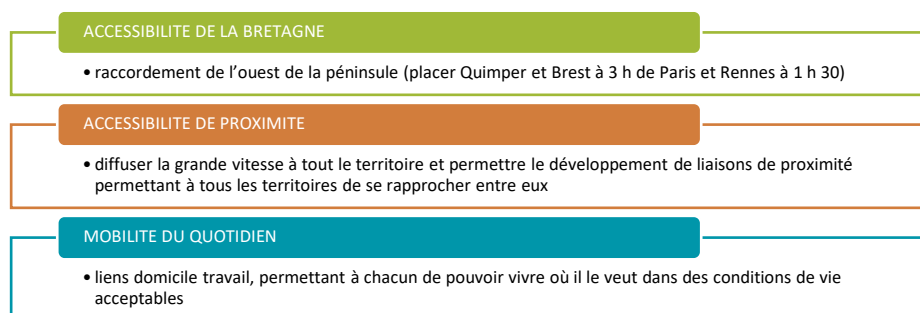 ACCESSIBILITE DE LA BRETAGNE
• raccordement de l’ouest de la péninsule (placer Quimper et Brest à 3 h de Paris et Rennes à 1 h 30)
ACCESSIBILITE DE PROXIMITE
• diffuser la grande vitesse à tout le territoire et permettre le développement de liaisons de proximité
permettant à tous les territoires de se rapprocher entre eux
MOBILITE DU QUOTIDIEN
• liens domicile travail, permettant à chacun de pouvoir vivre où il le veut dans des conditions de vie
acceptables